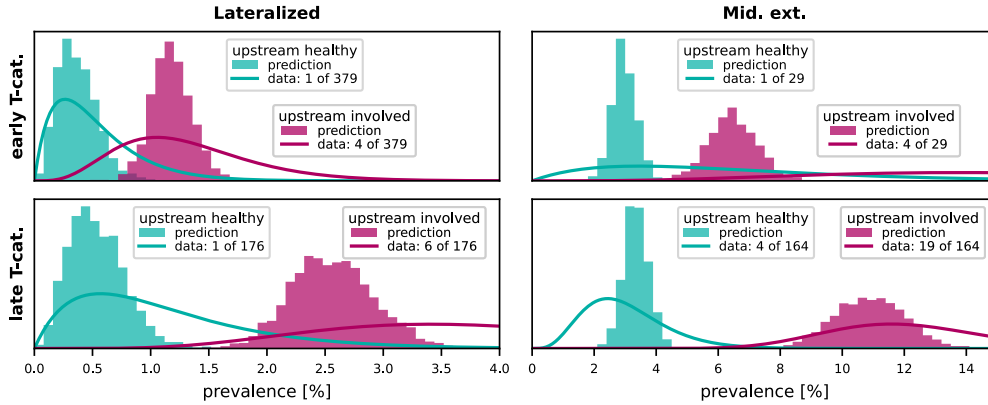 Lateralized
Mid. ext.
early T-cat.
upstream healthy
prediction
data: 1 of 379
upstream involved
prediction
data: 4 of 379
upstream healthy
prediction
data: 1 of 29
upstream involved
prediction
data: 4 of 29
late T-cat.
upstream healthy
prediction
data: 1 of 176
upstream involved
prediction
data: 6 of 176
upstream healthy
prediction
data: 4 of 164
upstream involved
prediction
data: 19 of 164
0.0 0.5 1.0 1.5 2.0 2.5 3.0 3.5 4.0
0 2 4 6 8 10 12 14
prevalence [%]
prevalence [%]